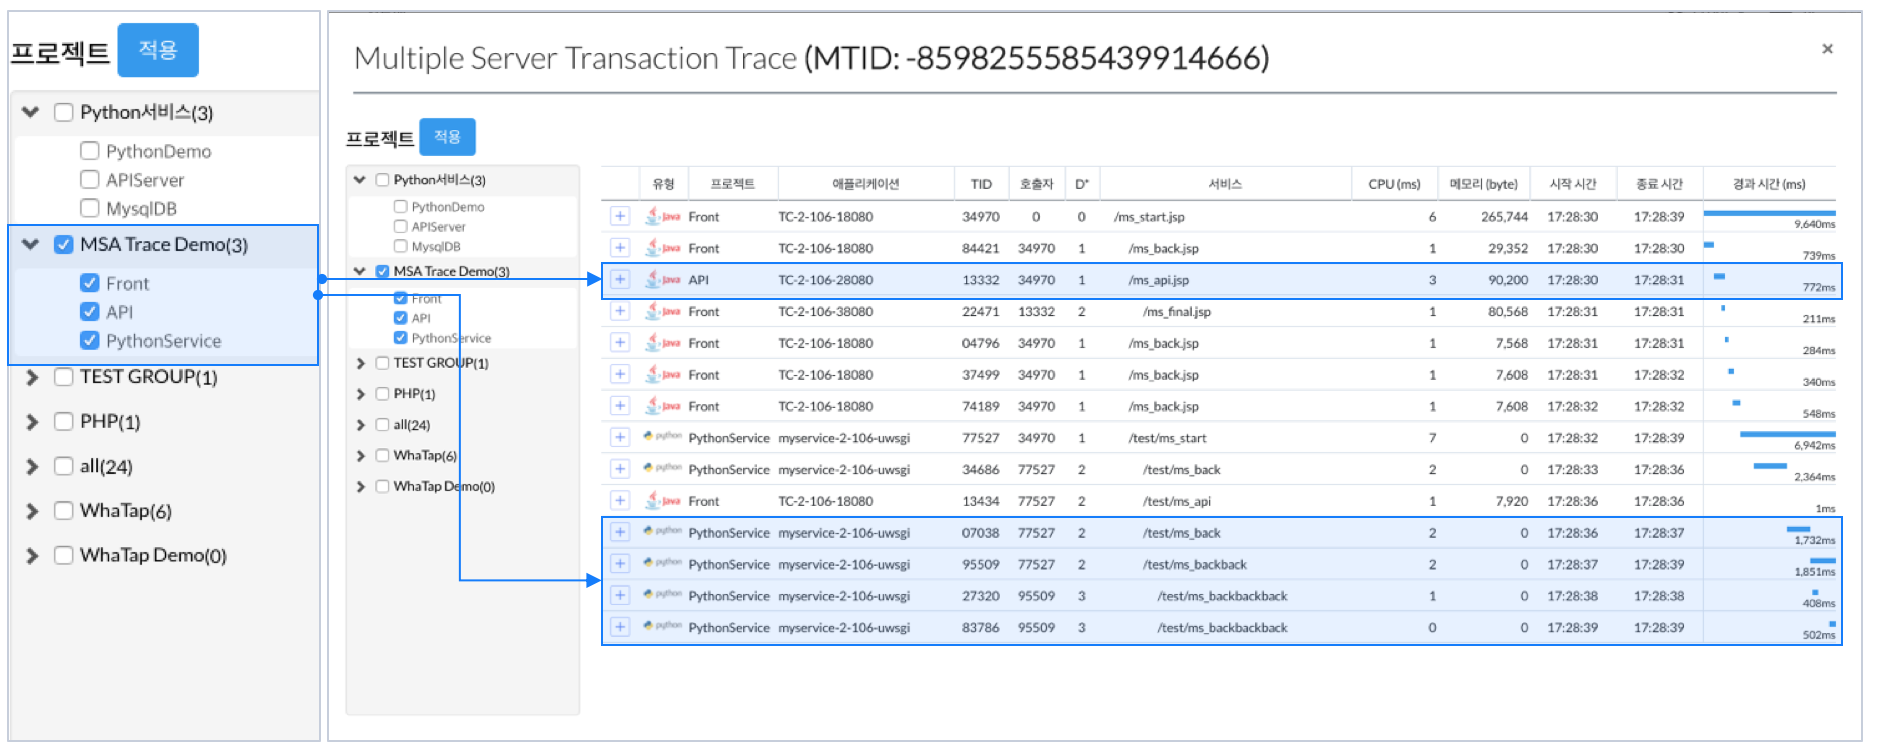 프로젝트 적용
Python서비스(3)
PythonDemo
APIServer
MysqlDB
MSA Trace Demo(3)
Front
API
PythonService
TEST GROUP(1)
PHP(1)
all(24)
WhaTap(6)
WhaTap Demo(0)
Multiple Server Transaction Trace (MTID: -8598255585439914666) ×
프로젝트 적용
Python서비스(3)
PythonDemo
APIServer
MysqlDB
MSA Trace Demo(3)
Front
API
PythonService
TEST GROUP(1)
PHP(1)
all(24)
WhaTap(6)
WhaTap Demo(0)
유형 프로젝트 애플리케이션 TID 호출자 D* 서비스 CPU (ms) 메모리 (byte) 시작 시간 종료 시간 경과 시간 (ms)
+ Java Front TC-2-106-18080 34970 0 0 /ms_start.jsp 6 265,744 17:28:30 17:28:39 9,640ms
+ Java Front TC-2-106-18080 84421 34970 1 /ms_back.jsp 1 29,352 17:28:30 17:28:30 739ms
+ Java API TC-2-106-28080 13332 34970 1 /ms_api.jsp 3 90,200 17:28:30 17:28:31 772ms
+ Java Front TC-2-106-38080 22471 13332 2 /ms_final.jsp 1 80,568 17:28:31 17:28:31 211ms
+ Java Front TC-2-106-18080 04796 34970 1 /ms_back.jsp 1 7,568 17:28:31 17:28:31 284ms
+ Java Front TC-2-106-18080 37499 34970 1 /ms_back.jsp 1 7,608 17:28:31 17:28:32 340ms
+ Java Front TC-2-106-18080 74189 34970 1 /ms_back.jsp 1 7,608 17:28:32 17:28:32 548ms
+ python PythonService myservice-2-106-uwsgi 77527 34970 1 /test/ms_start 7 0 17:28:32 17:28:39 6,942ms
+ python PythonService myservice-2-106-uwsgi 34686 77527 2 /test/ms_back 2 0 17:28:33 17:28:36 2,364ms
+ Java Front TC-2-106-18080 13434 77527 2 /test/ms_api 1 7,920 17:28:36 17:28:36 1ms
+ python PythonService myservice-2-106-uwsgi 07038 77527 2 /test/ms_back 2 0 17:28:36 17:28:37 1,732ms
+ python PythonService myservice-2-106-uwsgi 95509 77527 2 /test/ms_backback 2 0 17:28:37 17:28:39 1,851ms
+ python PythonService myservice-2-106-uwsgi 27320 95509 3 /test/ms_backbackback 1 0 17:28:38 17:28:38 408ms
+ python PythonService myservice-2-106-uwsgi 83786 95509 3 /test/ms_backbackback 0 0 17:28:39 17:28:39 502ms